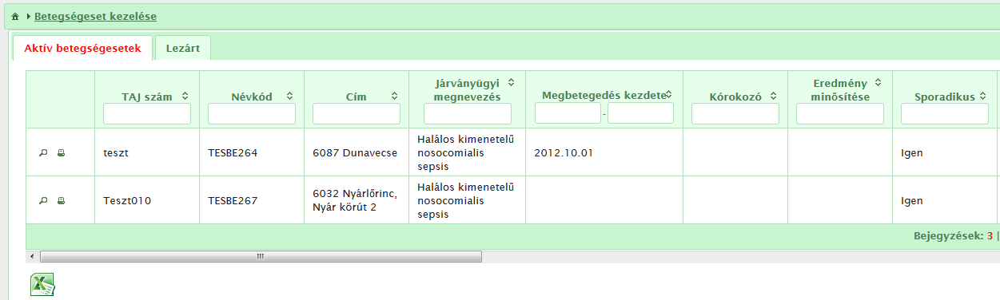 Betegségeset kezelése
Aktív betegségesetek Lezárt
TAJ szám Névkód Cím Járványügyi megnevezés Megbetegedés kezdete Kórokozó Eredmény minősítése Sporadikus
-
teszt TESBE264 6087 Dunavecse Halálos kimenetelű nosocomialis sepsis 2012.10.01 Igen
Teszt010 TESBE267 6032 Nyárlőrinc, Nyár körút 2 Halálos kimenetelű nosocomialis sepsis Igen
Bejegyzések: 3 |